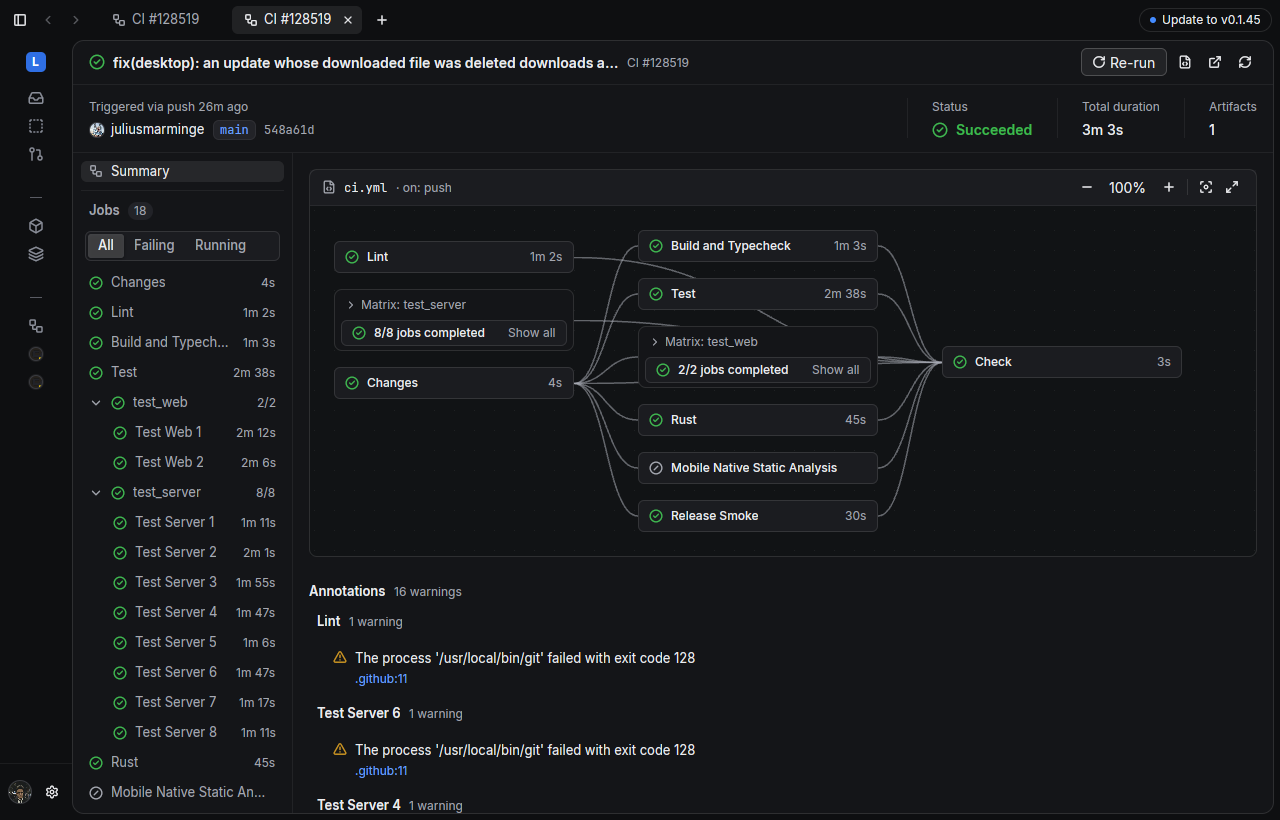 CI #128519
CI #128519
Update to v0.1.45
L
fix(desktop): an update whose downloaded file was deleted downloads a... CI #128519
Re-run
Triggered via push 26m ago
juliusmarminge main 548a61d
Status
Succeeded
Total duration
3m 3s
Artifacts
1
Summary
Jobs 18
All Failing Running
Changes 4s
Lint 1m 2s
Build and Typech... 1m 3s
Test 2m 38s
test_web 2/2
Test Web 1 2m 12s
Test Web 2 2m 6s
test_server 8/8
Test Server 1 1m 11s
Test Server 2 2m 1s
Test Server 3 1m 55s
Test Server 4 1m 47s
Test Server 5 1m 6s
Test Server 6 1m 47s
Test Server 7 1m 17s
Test Server 8 1m 11s
Rust 45s
Mobile Native Static An...
ci.yml · on: push
100%
Lint 1m 2s
Matrix: test_server
8/8 jobs completed Show all
Changes 4s
Build and Typecheck 1m 3s
Test 2m 38s
Matrix: test_web
2/2 jobs completed Show all
Rust 45s
Mobile Native Static Analysis
Release Smoke 30s
Check 3s
Annotations 16 warnings
Lint 1 warning
The process '/usr/local/bin/git' failed with exit code 128
.github:11
Test Server 6 1 warning
The process '/usr/local/bin/git' failed with exit code 128
.github:11
Test Server 4 1 warning